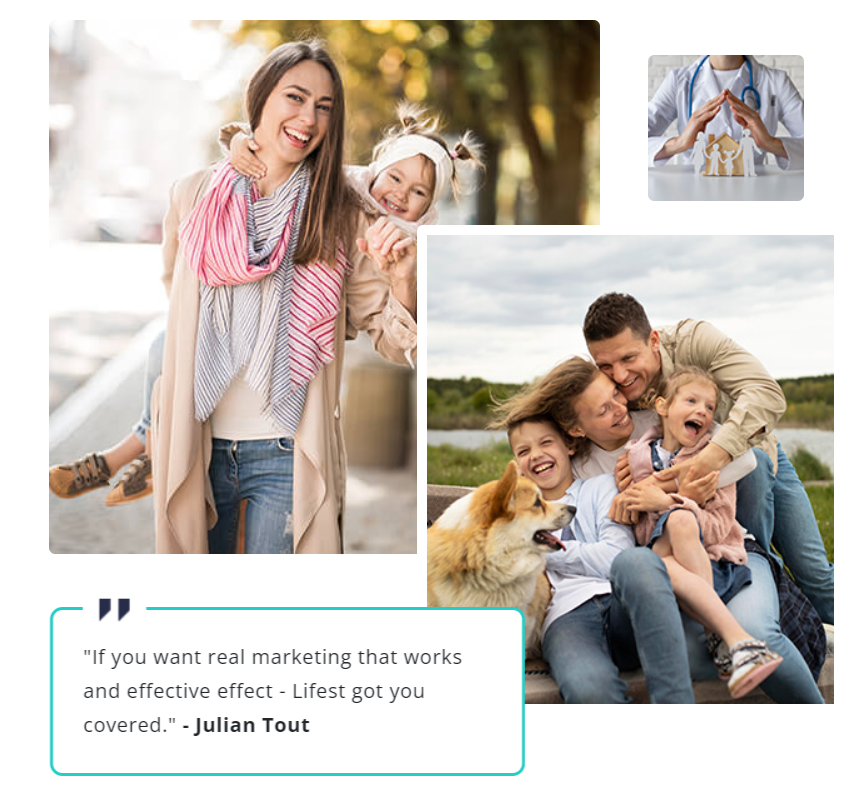 "If you want real marketing that works
and effective effect - Lifest got you
covered." - Julian Tout